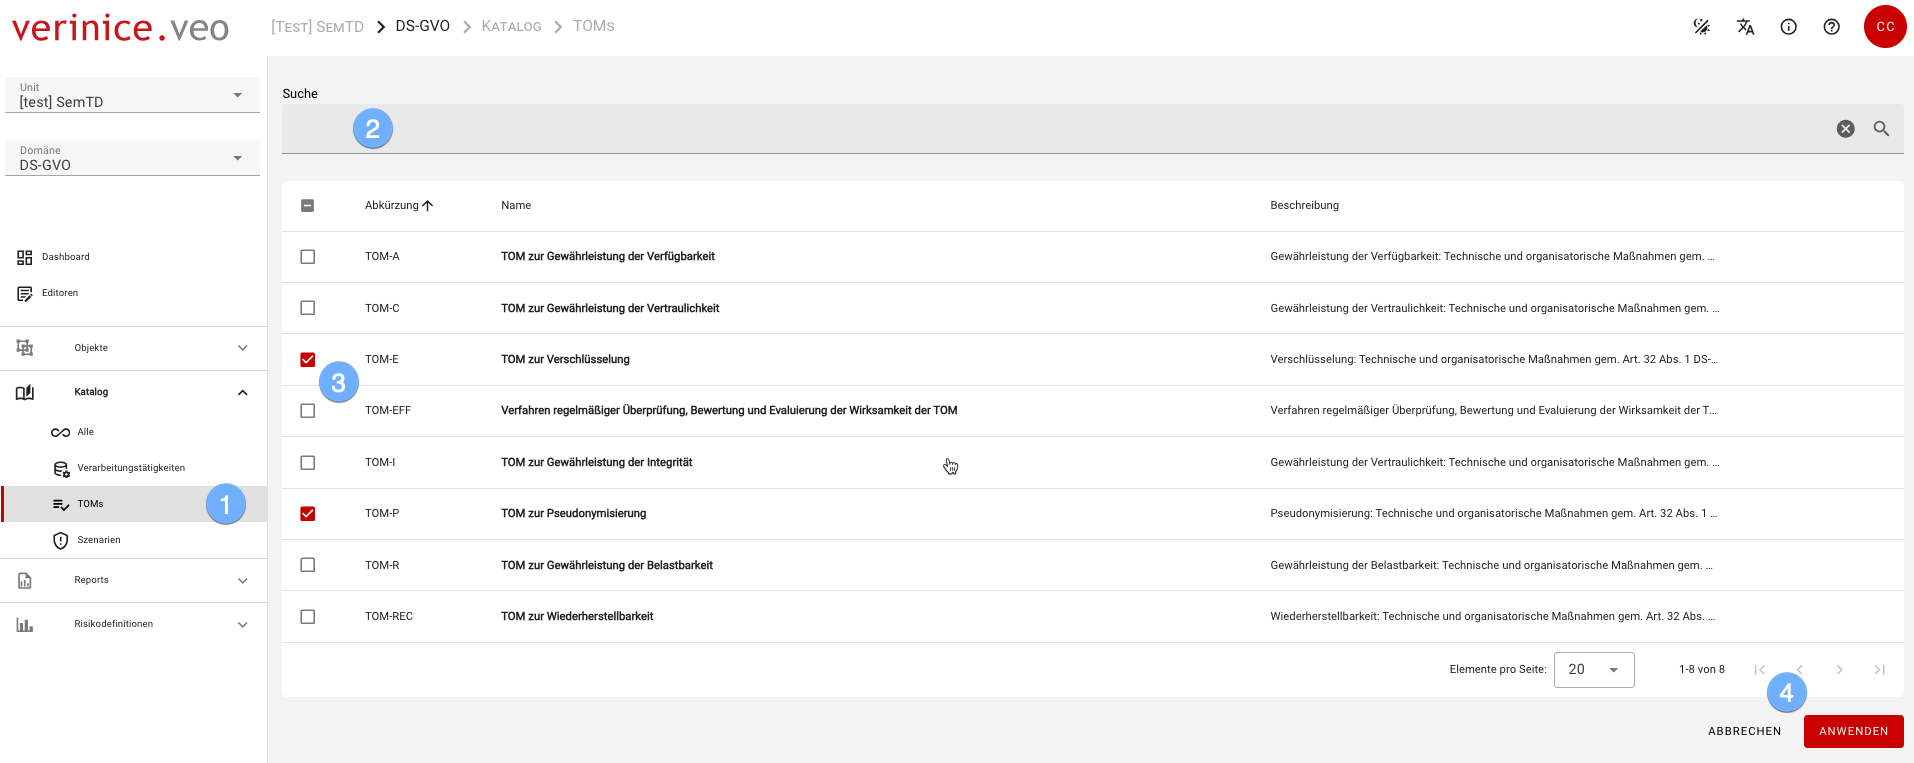 verinice.veo
[Test] SemTD > DS-GVO > Katalog > TOMs
CC
Unit
[test] SemTD
Domäne
DS-GVO
Dashboard
Editoren
Objekte
Katalog
Alle
Verarbeitungstätigkeiten
TOMs
1
Szenarien
Reports
Risikodefinitionen
Suche
2
Abkürzung Name Beschreibung
TOM-A TOM zur Gewährleistung der Verfügbarkeit Gewährleistung der Verfügbarkeit: Technische und organisatorische Maßnahmen gem. ...
TOM-C TOM zur Gewährleistung der Vertraulichkeit Gewährleistung der Vertraulichkeit: Technische und organisatorische Maßnahmen gem. ...
TOM-E TOM zur Verschlüsselung Verschlüsselung: Technische und organisatorische Maßnahmen gem. Art. 32 Abs. 1 DS-...
3
TOM-EFF Verfahren regelmäßiger Überprüfung, Bewertung und Evaluierung der Wirksamkeit der TOM Verfahren regelmäßiger Überprüfung, Bewertung und Evaluierung der Wirksamkeit der T...
TOM-I TOM zur Gewährleistung der Integrität Gewährleistung der Vertraulichkeit: Technische und organisatorische Maßnahmen gem. ...
TOM-P TOM zur Pseudonymisierung Pseudonymisierung: Technische und organisatorische Maßnahmen gem. Art. 32 Abs. 1 ...
TOM-R TOM zur Gewährleistung der Belastbarkeit Gewährleistung der Belastbarkeit: Technische und organisatorische Maßnahmen gem. ...
TOM-REC TOM zur Wiederherstellbarkeit Wiederherstellbarkeit: Technische und organisatorische Maßnahmen gem. Art. 32 Abs. ...
Elemente pro Seite: 20 1-8 von 8
4
ABBRECHEN ANWENDEN